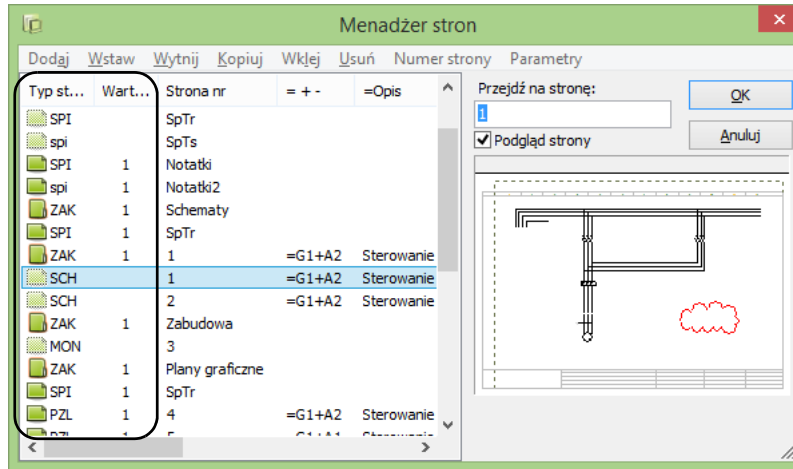 Menadżer stron
Dodaj Wstaw Wytnij Kopiuj Wklej Usuń Numer strony Parametry
Typ st... Wart... Strona nr = + - =Opis
SPI SpTr
spi SpTs
SPI 1 Notatki
spi 1 Notatki2
ZAK 1 Schematy
SPI 1 SpTr
ZAK 1 1 =G1+A2 Sterowanie
SCH 1 =G1+A2 Sterowanie
SCH 2 =G1+A2 Sterowanie
ZAK 1 Zabudowa
MON 3
ZAK 1 Plany graficzne
SPI 1 SpTr
PZL 1 4 =G1+A2 Sterowanie
Przejdź na stronę:
1
Podgląd strony
OK
Anuluj